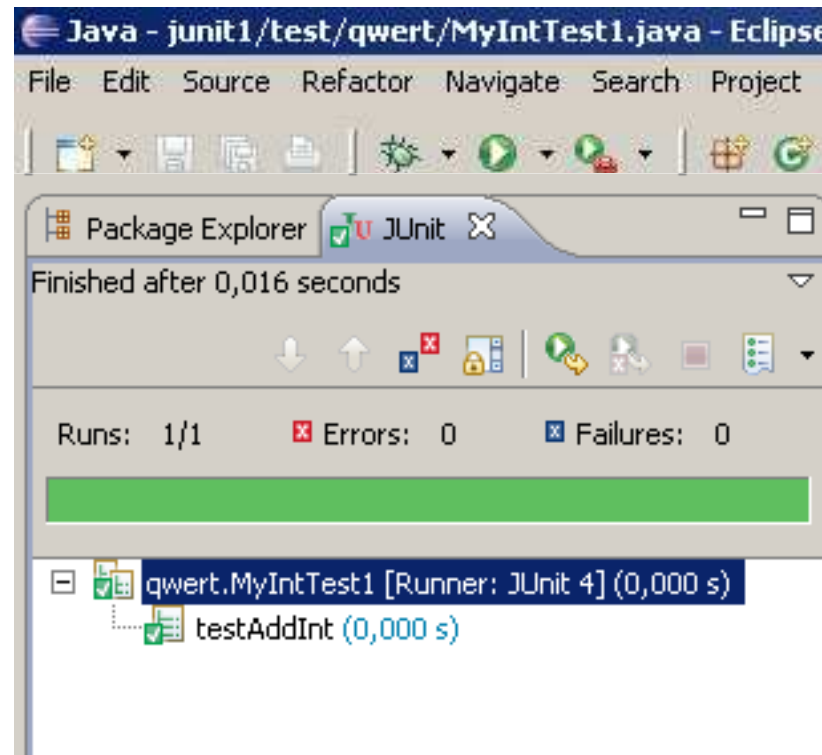 Java - junit1/test/qwert/MyIntTest1.java - Eclipse
File Edit Source Refactor Navigate Search Project
Package Explorer JUnit
Finished after 0,016 seconds
Runs: 1/1 Errors: 0 Failures: 0
qwert.MyIntTest1 [Runner: JUnit 4] (0,000 s)
testAddInt (0,000 s)